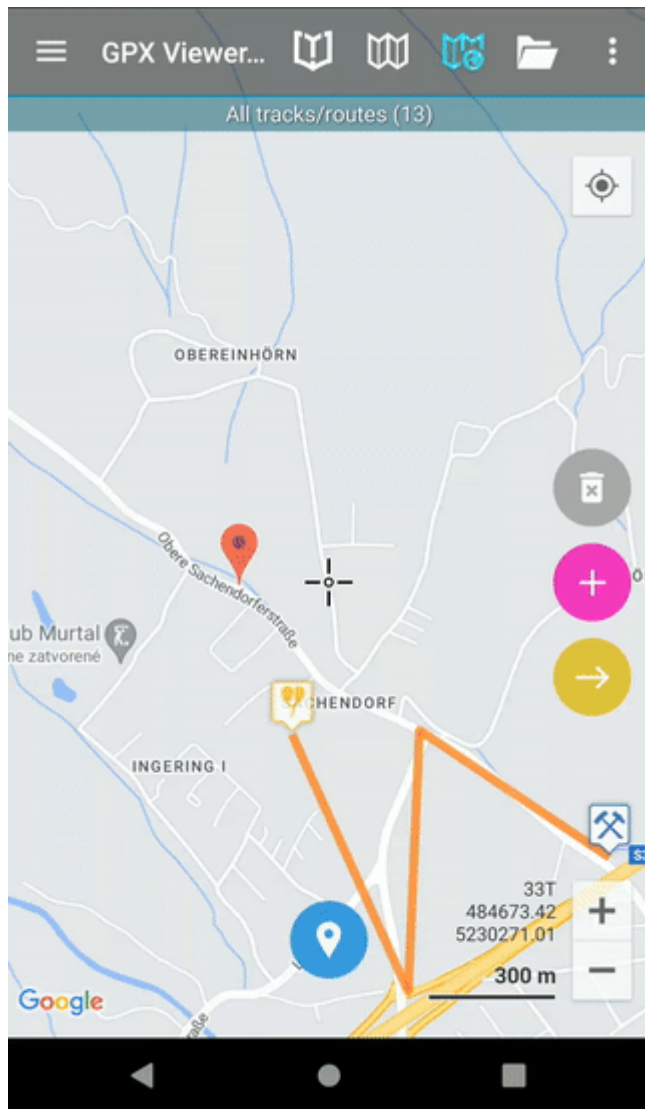 GPX Viewer...
All tracks/routes (13)
OBEREINHÖRN
Obere Sachendorferstraße
ub Murtal
ne zatvorené
SACHENDORF
INGERING I
33T
484673.42
5230271.01
300 m
Google